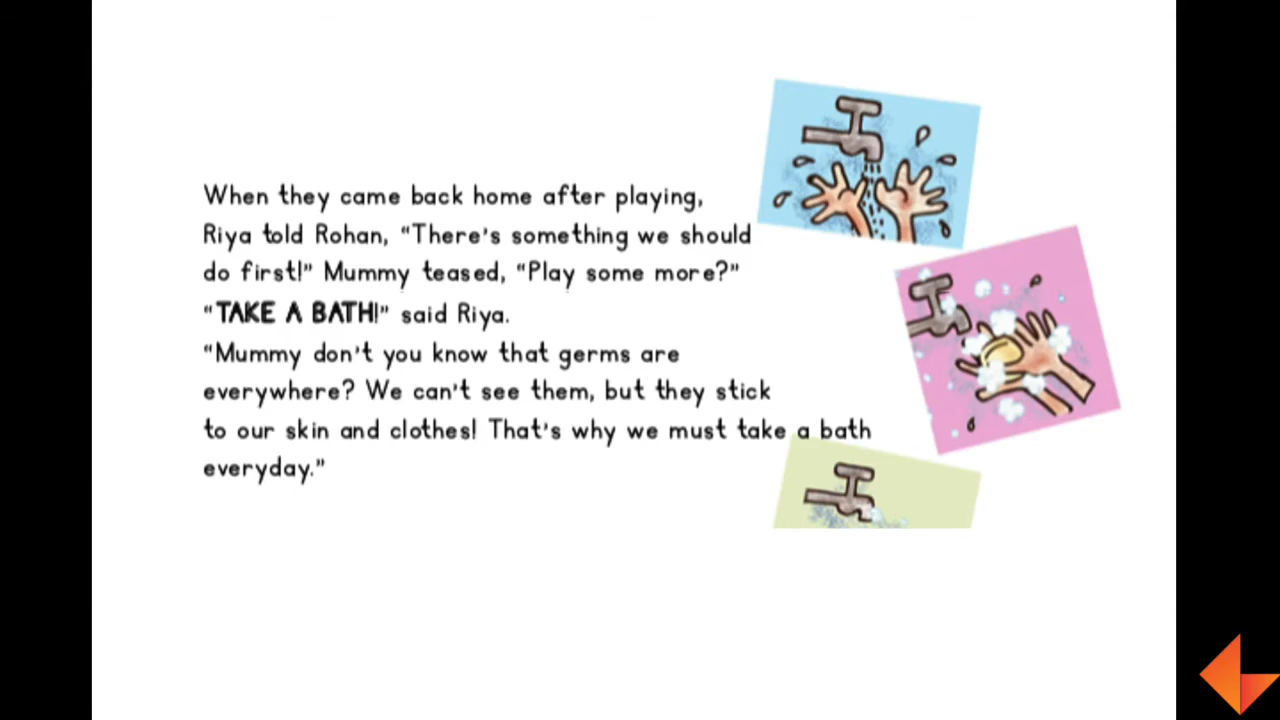 When they came back home after playing,
Riya told Rohan, “There's something we should
do first!” Mummy teased, “Play some more?”
“TAKE A BATH!” said Riya.
“Mummy don't you know that germs are
everywhere? We can't see them, but they stick
to our skin and clothes! That's why we must take a bath
everyday.”